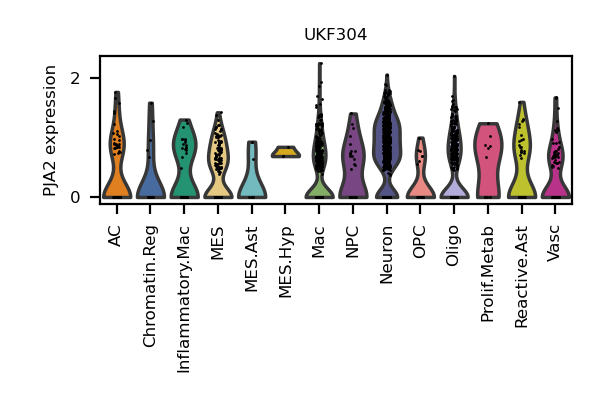 UKF304
PJA2 expression
2
0
AC
Chromatin.Reg
Inflammatory.Mac
MES
MES.Ast
MES.Hyp
Mac
NPC
Neuron
OPC
Oligo
Prolif.Metab
Reactive.Ast
Vasc